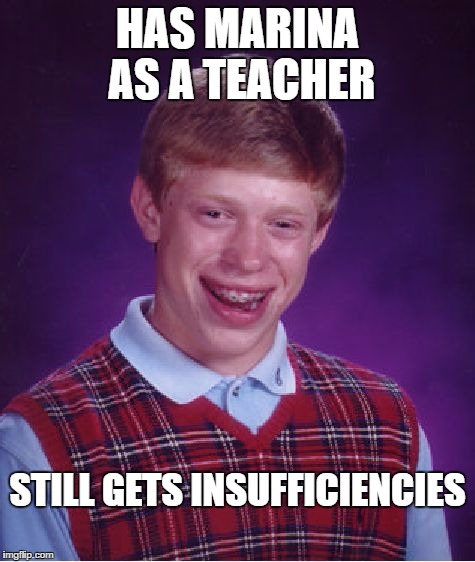 HAS MARINA
AS A TEACHER
STILL GETS INSUFFICIENCIES
imgflip.com